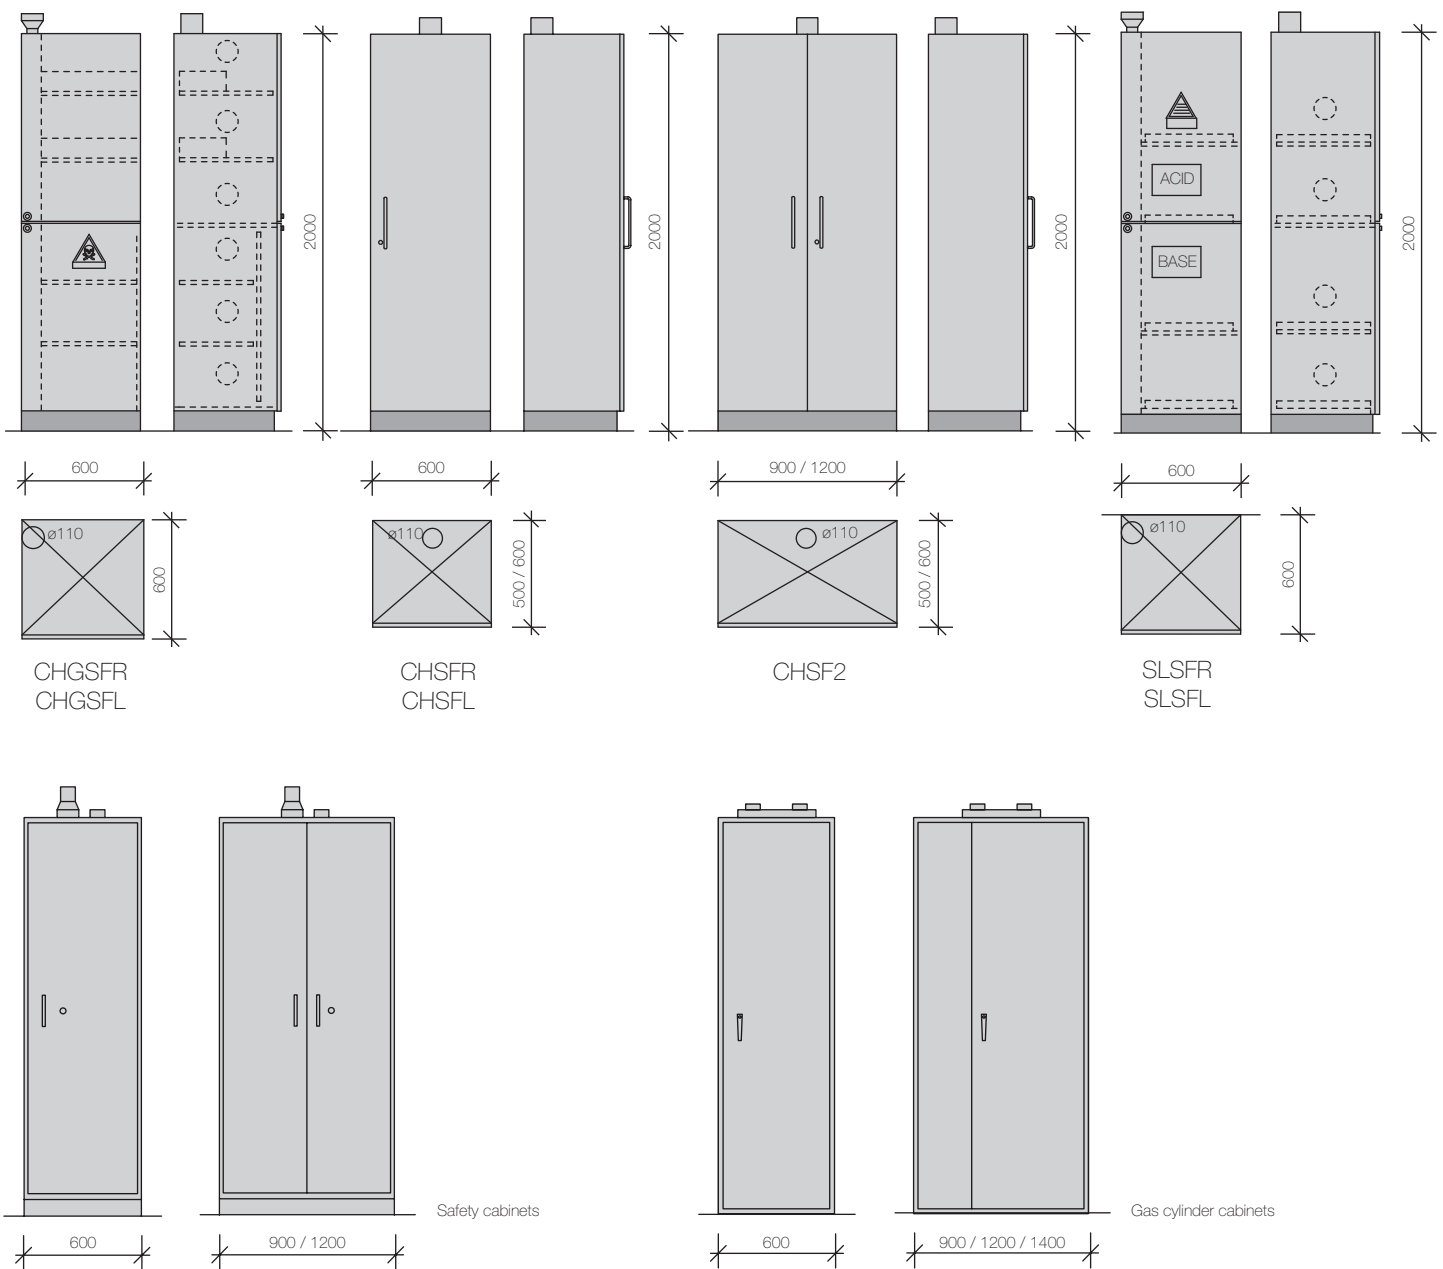 2000
2000
2000
2000
ACID
BASE
600
600
900 / 1200
600
ø110
600
ø110
500 / 600
ø110
500 / 600
ø110
600
CHGSFR
CHGSFL
CHSFR
CHSFL
CHSF2
SLSFR
SLSFL
Safety cabinets
Gas cylinder cabinets
600
900 / 1200
600
900 / 1200 / 1400